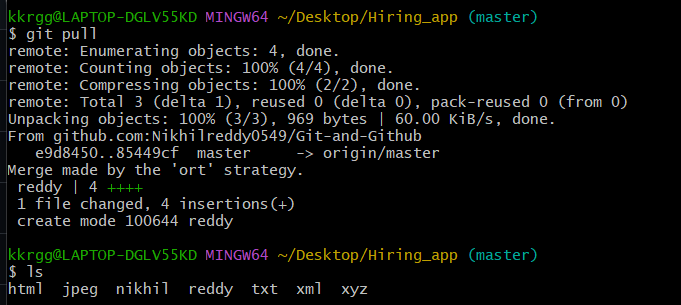 kkrgg@LAPTOP-DGLV55KD MINGW64 ~/Desktop/Hiring_app (master)
$ git pull
remote: Enumerating objects: 4, done.
remote: Counting objects: 100% (4/4), done.
remote: Compressing objects: 100% (2/2), done.
remote: Total 3 (delta 1), reused 0 (delta 0), pack-reused 0 (from 0)
Unpacking objects: 100% (3/3), 969 bytes | 60.00 KiB/s, done.
From github.com:Nikhilreddy0549/Git-and-Github
   e9d8450..85449cf  master     -> origin/master
Merge made by the 'ort' strategy.
 reddy | 4 ++++
 1 file changed, 4 insertions(+)
 create mode 100644 reddy
kkrgg@LAPTOP-DGLV55KD MINGW64 ~/Desktop/Hiring_app (master)
$ ls
html  jpeg  nikhil  reddy  txt  xml  xyz